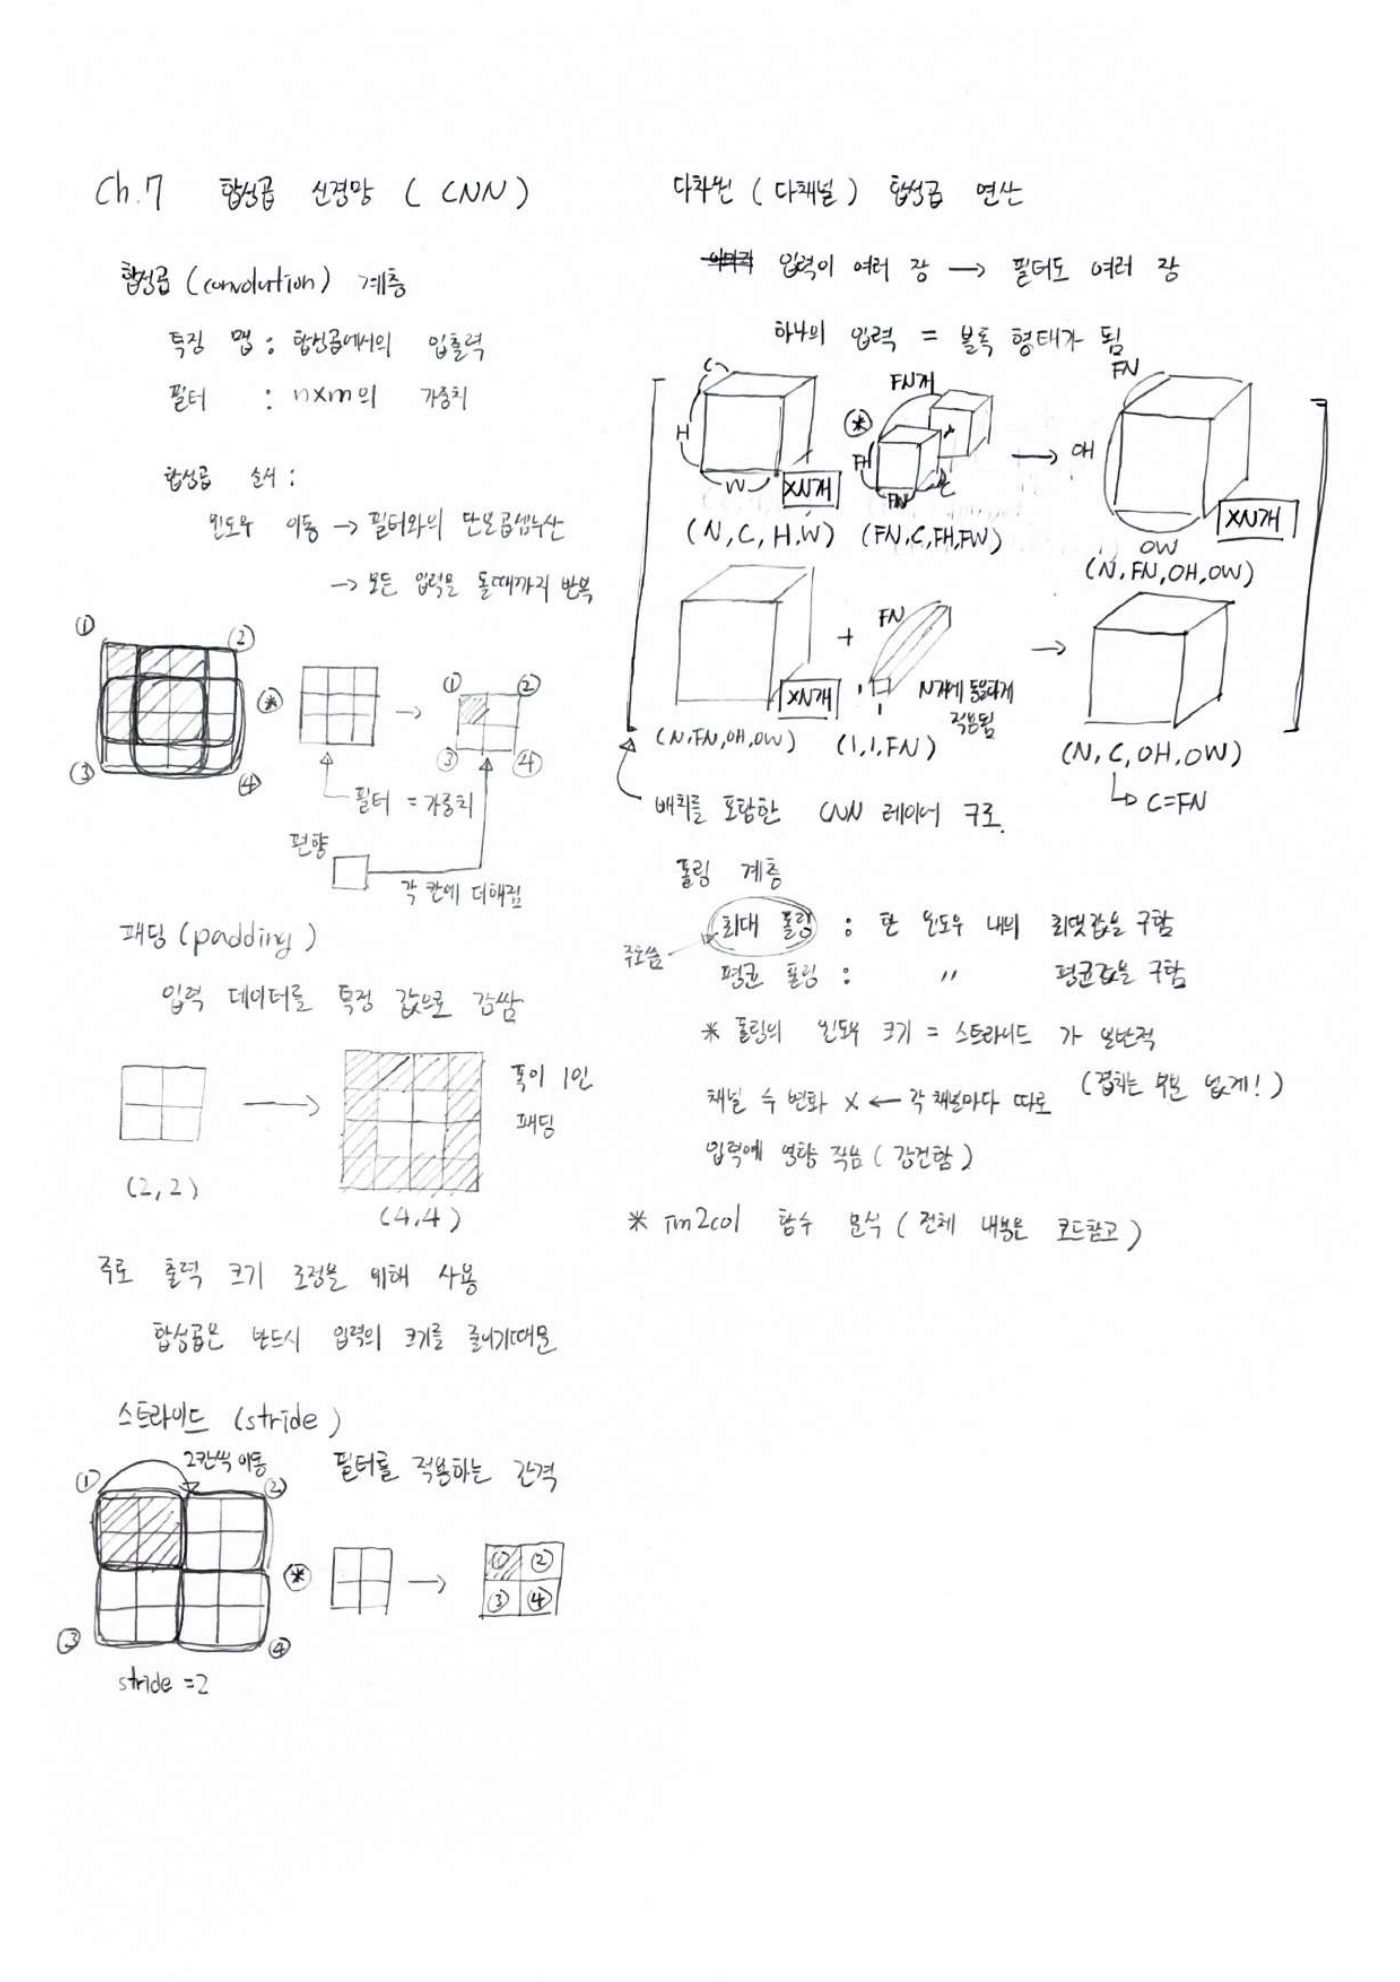 Ch.7 합성곱 신경망 ( CNN )
합성곱 (convolution) 계층
특징 맵 : 합성곱에서의 입출력
필터 : n×m의 가중치
합성곱 순서 :
윈도우 이동 → 필터와의 단일곱셈누산
→ 모든 입력을 돌때까지 반복
① ②
③ ④
⊛
→
① ②
③ ④
필터 = 가중치
편향
각 칸에 더해짐
패딩 (padding)
입력 데이터를 특정 값으로 감쌈
폭이 1인
패딩
(2,2)
(4,4)
주로 출력 크기 조정을 위해 사용
합성곱은 반드시 입력의 크기를 줄이기때문
스트라이드 (stride)
2칸씩 이동
필터를 적용하는 간격
① ②
③ ④
⊛
→
① ②
③ ④
stride = 2
다차원 ( 다채널 ) 합성곱 연산
입력이 여러 장 → 필터도 여러 장
하나의 입력 = 블록 형태가 됨
C
H
W
×N개
⊛
FN개
FH
FW
C
→
FN
OH
OW
×N개
(N, C, H, W) (FN, C, FH, FW)
(N, FN, OH, OW)
×N개
+
FN
1
1
N개에 동일하게
적용됨
→
(N, FN, OH, OW) (1, 1, FN)
(N, C, OH, OW)
↳ C=FN
배치를 포함한 CNN 레이어 구조.
풀링 계층
최대 풀링 : 한 윈도우 내의 최댓값을 구함
주로씀
평균 풀링 : 〃 평균값을 구함
* 풀링의 윈도우 크기 = 스트라이드 가 일반적
(겹치는 부분 없게!)
채널 수 변화 X ← 각 채널마다 따로
입력에 영향 적음 ( 강건함 )
* im2col 함수 분석 ( 전체 내용은 코드참고 )